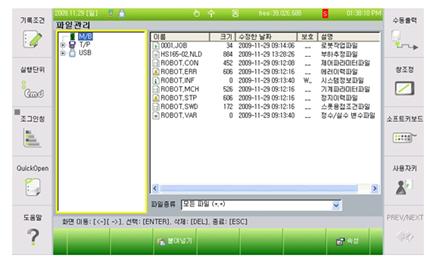 2009.11.29 [일] free:39,026,688 S 01:38:10 PM
파일관리
기록조건
실행단위
Cmd
조그인칭
QuickOpen
도움말
M/B
T/P
USB
이름 크기 수정한 날짜 보호 설명
0001.JOB 34 2009-11-29 09:14:06 ... 로봇작업파일
HS165-02.NLD 804 2009-11-29 13:28:26 ... 부하추정파일
ROBOT.CON 452 2009-11-29 09:12:08 ... 제어파라미터파일
ROBOT.ERR 606 2009-11-29 09:12:16 ... 에러이력파일
ROBOT.INF 0 2009-11-29 09:13:40 W... 시스템정보파일
ROBOT.MCH 526 2009-11-29 09:12:16 ... 기계파라미터파일
ROBOT.STP 606 2009-11-29 09:12:16 ... 정지이력파일
ROBOT.SWD 172 2009-11-29 09:12:16 ... 스폿용접조건파일
ROBOT.VAR 0 2009-11-29 09:13:40 ... 정수/실수 변수파일
파일종류 [모든 파일 (*.*)
화면 이동: [<-][ ->], 선택: [ENTER], 삭제: [DEL], 종료: [ESC]
붙여넣기
속성
수동출력
창조정
소프트키보드
사용자키
PREV/NEXT